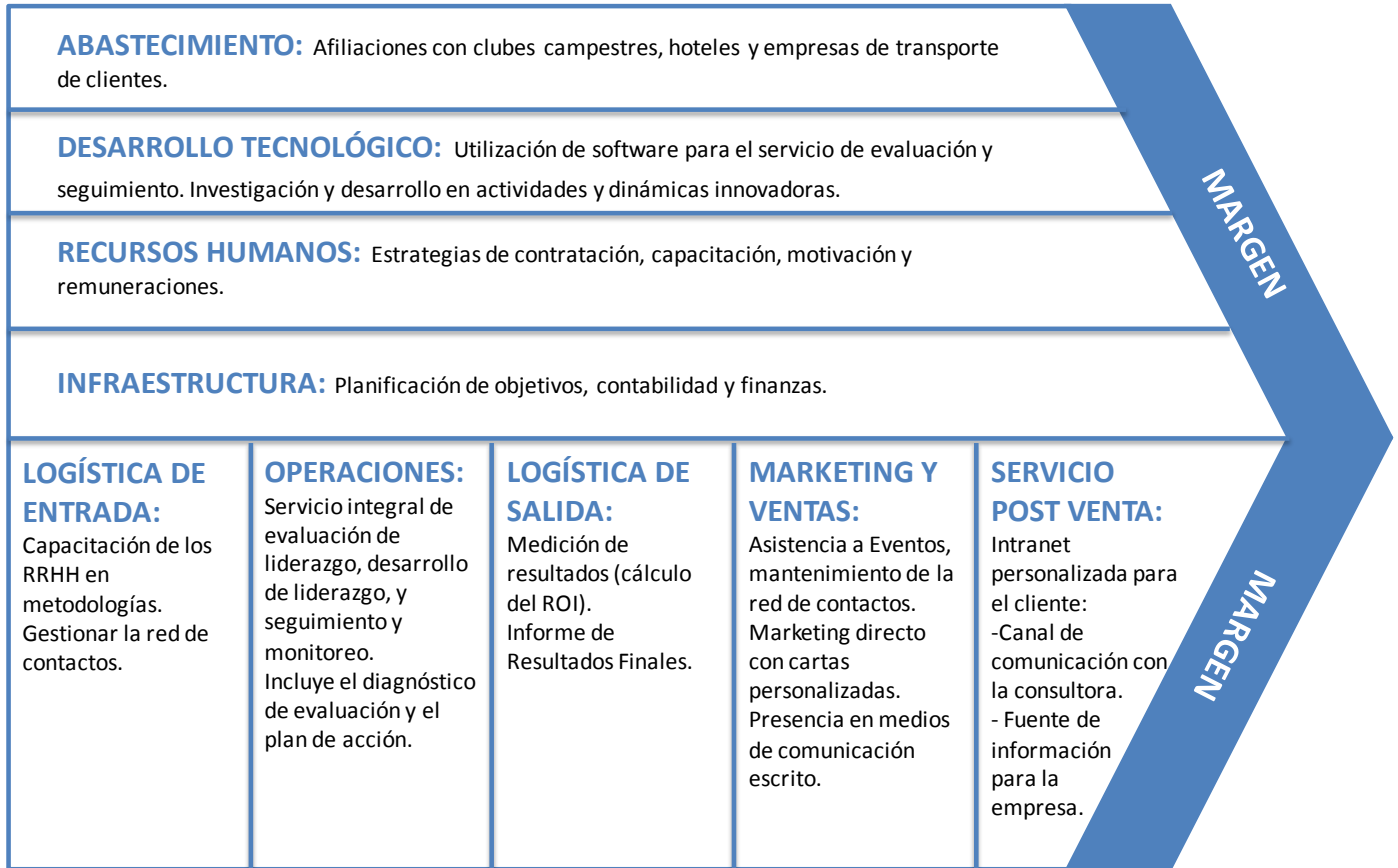 ABASTECIMIENTO: Afiliaciones con clubes campestres, hoteles y empresas de transporte
de clientes.
DESARROLLO TECNOLÓGICO: Utilización de software para el servicio de evaluación y
seguimiento. Investigación y desarrollo en actividades y dinámicas innovadoras.
RECURSOS HUMANOS: Estrategias de contratación, capacitación, motivación y
remuneraciones.
INFRAESTRUCTURA: Planificación de objetivos, contabilidad y finanzas.
MARGEN
LOGÍSTICA DE
ENTRADA:
Capacitación de los
RRHH en
metodologías.
Gestionar la red de
contactos.
OPERACIONES:
Servicio integral de
evaluación de
liderazgo, desarrollo
de liderazgo, y
seguimiento y
monitoreo.
Incluye el diagnóstico
de evaluación y el
plan de acción.
LOGÍSTICA DE
SALIDA:
Medición de
resultados (cálculo
del ROI).
Informe de
Resultados Finales.
MARKETING Y
VENTAS:
Asistencia a Eventos,
mantenimiento de la
red de contactos.
Marketing directo
con cartas
personalizadas.
Presencia en medios
de comunicación
escrito.
SERVICIO
POST VENTA:
Intranet
personalizada para
el cliente:
-Canal de
comunicación con
la consultora.
- Fuente de
información
para la
empresa.
MARGEN